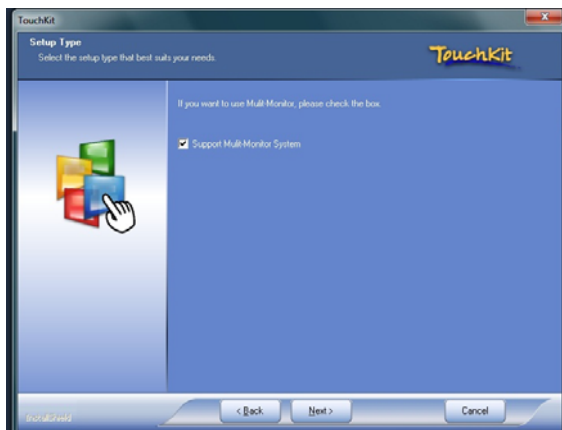 TouchKit
Setup Type
Select the setup type that best suits your needs.
TouchKit
If you want to use Mulit-Monitor, please check the box.
Support Mulit-Monitor System
InstallShield
< Back
Next >
Cancel